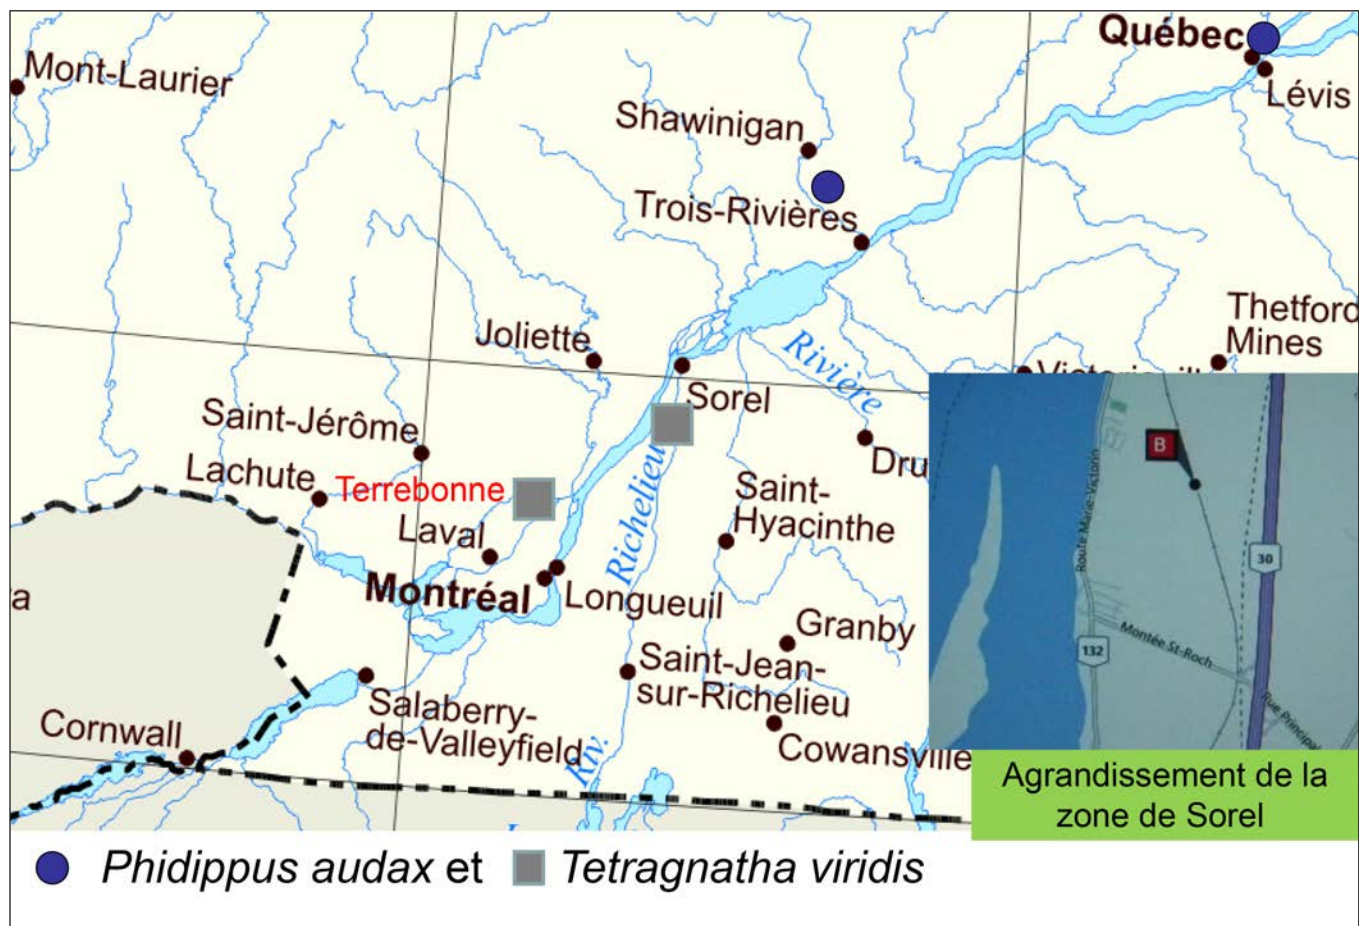 Québec
Mont-Laurier
Lévis
Shawinigan
Trois-Rivières
Thetford
Mines
Joliette
Rivière
Sorel
Saint-Jérôme
Dru
Lachute
Terrebonne
Richelieu
Saint-
Hyacinthe
Laval
Montréal
Longueuil
a
Granby
Saint-Jean-
sur-Richelieu
Salaberry-
de-Valleyfield
Cornwall
Cowansville
Riv.
B
Route Marie-Victorin
30
132
Montée St-Roch
Rue Principal
Agrandissement de la
zone de Sorel
Phidippus audax et Tetragnatha viridis